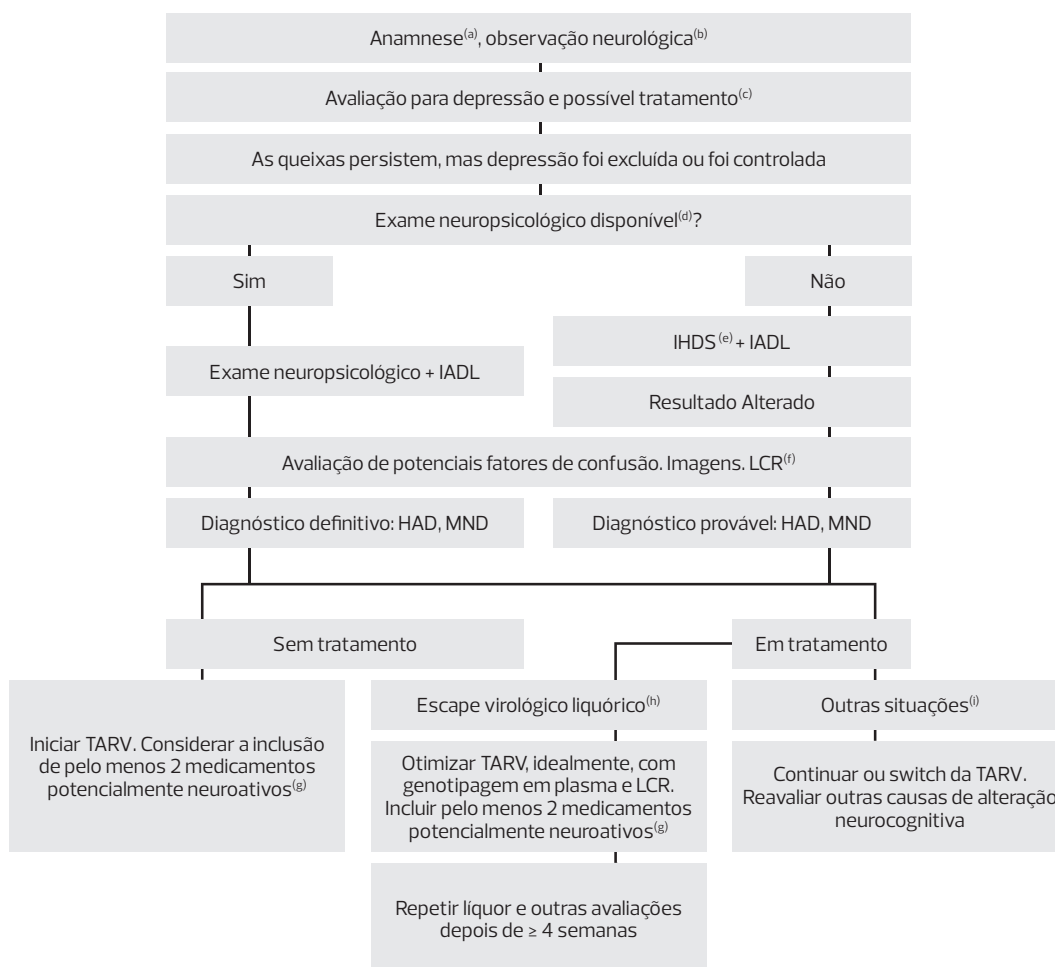 Anamnese(a), observação neurológica(b)
Avaliação para depressão e possível tratamento(c)
As queixas persistem, mas depressão foi excluída ou foi controlada
Exame neuropsicológico disponível(d)?
Sim
Não
Exame neuropsicológico + IADL
IHDS(e) + IADL
Resultado Alterado
Avaliação de potenciais fatores de confusão. Imagens. LCR(f)
Diagnóstico definitivo: HAD, MND
Diagnóstico provável: HAD, MND
Sem tratamento
Em tratamento
Iniciar TARV. Considerar a inclusão
de pelo menos 2 medicamentos
potencialmente neuroativos(g)
Escape virológico liquórico(h)
Otimizar TARV, idealmente, com
genotipagem em plasma e LCR.
Incluir pelo menos 2 medicamentos
potencialmente neuroativos(g)
Repetir líquor e outras avaliações
depois de ≥ 4 semanas
Outras situações(i)
Continuar ou switch da TARV.
Reavaliar outras causas de alteração
neurocognitiva